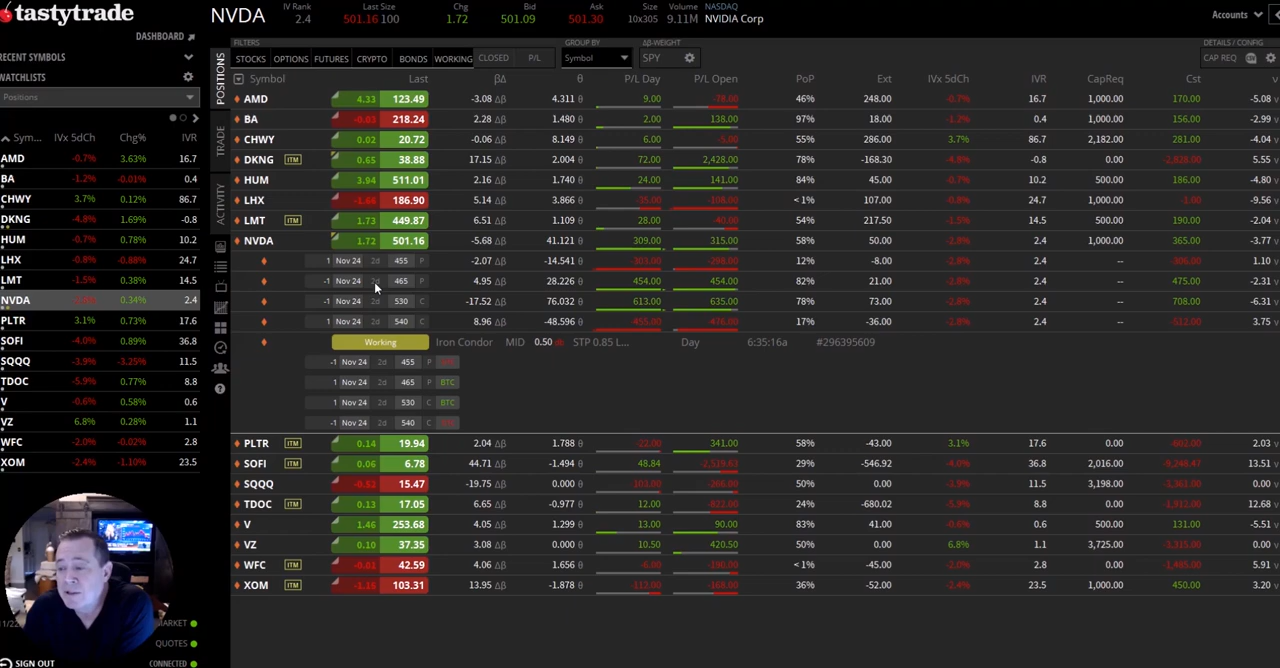 tastytrade
DASHBOARD
RECENT SYMBOLS
WATCHLISTS
Positions
Sym... IVx 5dCh Chg% IVR
AMD -0.7% 3.63% 16.7
BA -1.2% -0.01% 0.4
CHWY 3.7% 0.12% 86.7
DKNG -4.8% 1.69% -0.8
HUM -0.7% 0.78% 10.2
LHX -0.8% -0.88% 24.7
LMT -1.5% 0.38% 14.5
NVDA 0.34% 2.4
PLTR 3.1% 0.73% 17.6
SOFI -4.0% 0.89% 36.8
SQQQ -3.9% -3.25% 11.5
TDOC -5.9% 0.77% 8.8
V -0.6% 0.58% 0.6
VZ 6.8% 0.28% 1.1
WFC -2.0% -0.02% 2.8
XOM -2.4% -1.10% 23.5
11/22
MARKET
QUOTES
SIGN OUT CONNECTED
NVDA
IV Rank 2.4
Last Size 501.16 100
Chg 1.72
Bid 501.09
Ask 501.30
Size 10x305
Volume 9.11M
NASDAQ
NVIDIA Corp
Accounts
POSITIONS
TRADE
ACTIVITY
FILTERS
STOCKS OPTIONS FUTURES CRYPTO BONDS WORKING CLOSED P/L
GROUP BY
Symbol
Δβ-WEIGHT
SPY
DETAILS / CONFIG
CAP REQ
Symbol Last βΔ θ P/L Day P/L Open PoP Ext IVx 5dCh IVR CapReq Cst v
AMD 4.33 123.49 -3.08 Δβ 4.311 θ 9.00 -78.00 46% 248.00 -0.7% 16.7 1,000.00 170.00 -5.08 v
BA -0.03 218.24 2.28 Δβ 1.480 θ 2.00 138.00 97% 18.00 -1.2% 0.4 1,000.00 156.00 -2.99 v
CHWY 0.02 20.72 -0.06 Δβ 8.149 θ 6.00 -5.00 55% 286.00 3.7% 86.7 2,182.00 281.00 -4.04 v
DKNG ITM 0.65 38.88 17.15 Δβ 2.004 θ 72.00 2,428.00 78% -168.30 -4.8% -0.8 0.00 -2,828.00 5.55 v
HUM 3.94 511.01 2.16 Δβ 1.740 θ 24.00 141.00 84% 45.00 -0.7% 10.2 500.00 186.00 -4.80 v
LHX -1.66 186.90 5.14 Δβ 3.866 θ -35.00 -108.00 <1% 107.00 -0.8% 24.7 0.00 -1.00 -9.56 v
LMT ITM 1.73 449.87 6.51 Δβ 1.109 θ 28.00 -40.00 54% 217.50 -1.5% 14.5 500.00 190.00 -2.04 v
NVDA 1.72 501.16 -5.68 Δβ 41.121 θ 309.00 315.00 58% 50.00 -2.8% 2.4 1,000.00 365.00 -3.77 v
1 Nov 24 2d 455 P -2.07 Δβ -14.541 θ -303.00 -298.00 12% -8.00 -2.8% 2.4 -- -306.00 1.10 v
-1 Nov 24 465 P 4.95 Δβ 28.226 θ 454.00 454.00 82% 21.00 -2.8% 2.4 -- 475.00 -2.31 v
-1 Nov 24 2d 530 C -17.52 Δβ 76.032 θ 613.00 635.00 78% 73.00 -2.8% 2.4 -- 708.00 -6.31 v
1 Nov 24 2d 540 C 8.96 Δβ -48.596 θ -455.00 -476.00 17% -36.00 -2.8% 2.4 -- -512.00 3.75 v
Working Iron Condor MID 0.50 db STP 0.85 L... Day 6:35:16a #296395609
-1 Nov 24 2d 455 P
1 Nov 24 2d 465 P BTC
1 Nov 24 2d 530 C BTC
-1 Nov 24 2d 540 C
PLTR ITM 0.14 19.94 2.04 Δβ 1.788 θ -22.00 341.00 58% -43.00 3.1% 17.6 0.00 -602.00 2.03 v
SOFI ITM 0.06 6.78 44.71 Δβ -1.494 θ 48.84 -2,519.63 29% -546.92 -4.0% 36.8 2,016.00 -9,248.47 13.51 v
SQQQ -0.52 15.47 -19.75 Δβ 0.000 θ -103.00 -206.00 50% 0.00 -2.9% 11.5 3,198.00 -3,363.00 0.00 v
TDOC ITM 0.13 17.05 6.65 Δβ -0.977 θ 12.00 -822.00 24% -680.02 -5.9% 8.8 0.00 -1,912.00 12.68 v
V 1.46 253.68 4.05 Δβ 1.299 θ 13.00 90.00 83% 41.00 -0.6% 0.6 500.00 131.00 -5.51 v
VZ 0.10 37.35 3.08 Δβ 0.000 θ 10.50 420.50 50% 0.00 6.8% 1.1 3,725.00 -3,315.00 0.00 v
WFC ITM -0.01 42.59 4.06 Δβ 1.656 θ -6.00 -190.00 <1% -45.00 -2.0% 2.8 0.00 -1,485.00 5.91 v
XOM ITM -1.16 103.31 13.95 Δβ -1.878 θ -112.00 -168.00 36% -52.00 -2.4% 23.5 1,000.00 450.00 3.20 v